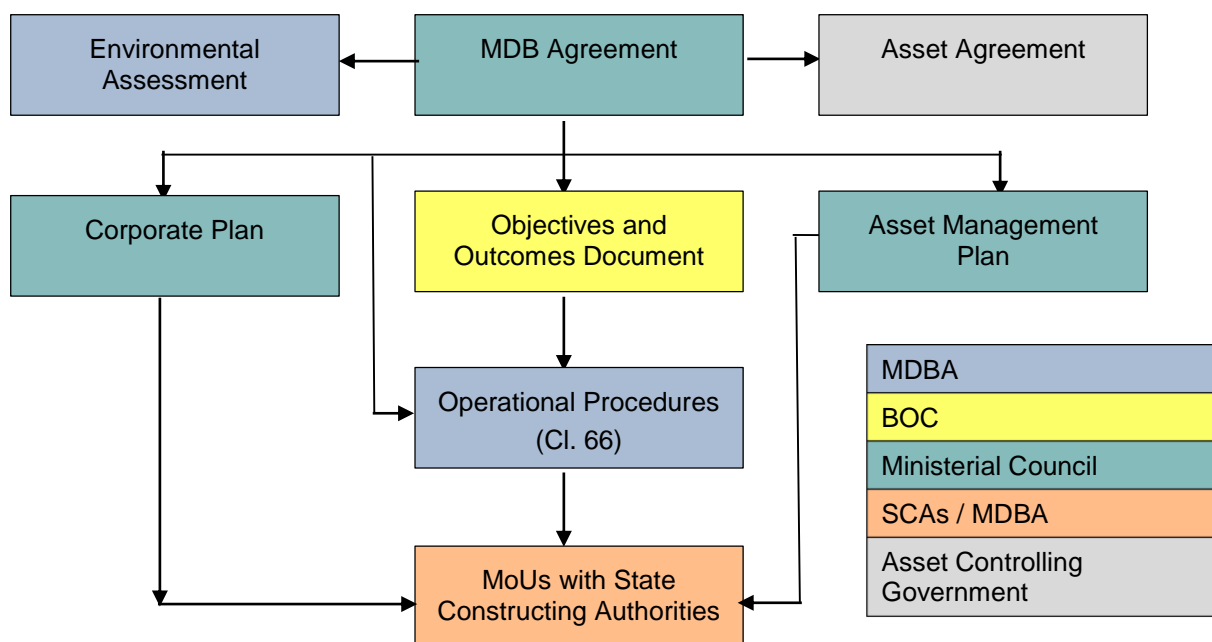 Environmental
Assessment
MDB Agreement
Asset Agreement
Corporate Plan
Objectives and
Outcomes Document
Asset Management
Plan
Operational Procedures
(Cl. 66)
MoUs with State
Constructing Authorities
MDBA
BOC
Ministerial Council
SCAs / MDBA
Asset Controlling
Government